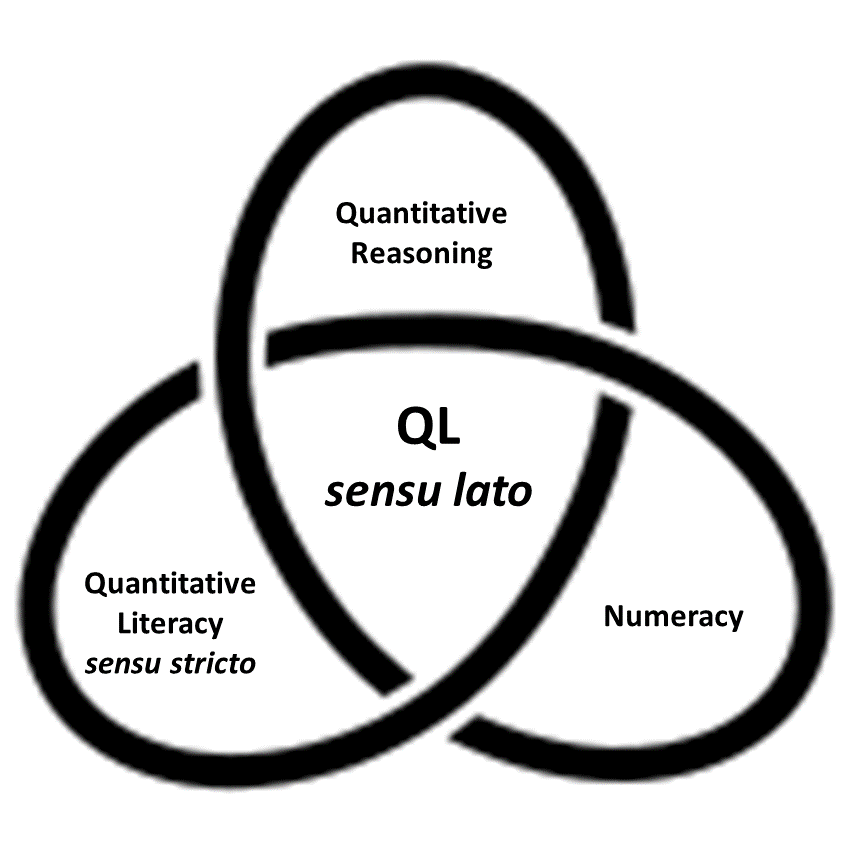 Quantitative
Reasoning
QL
sensu lato
Quantitative
Literacy
sensu stricto
Numeracy